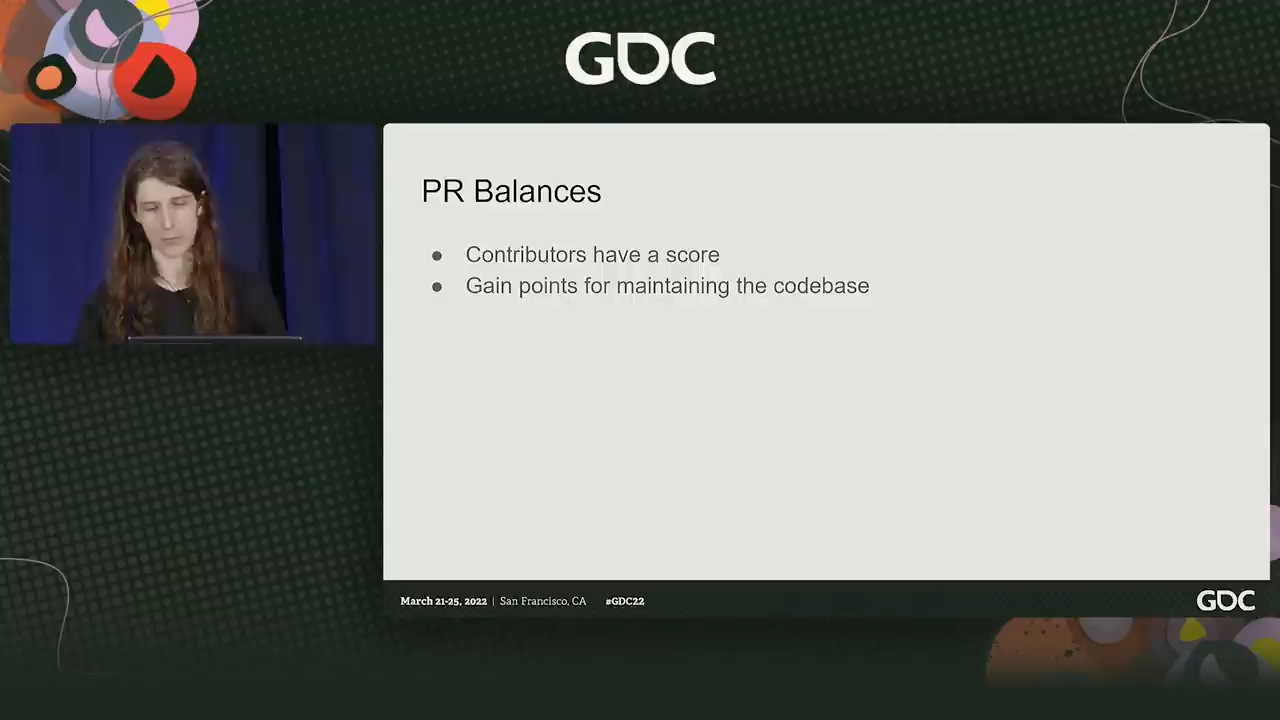 GDC
PR Balances
● Contributors have a score
● Gain points for maintaining the codebase
March 21-25, 2022 | San Francisco, CA #GDC22
GDC